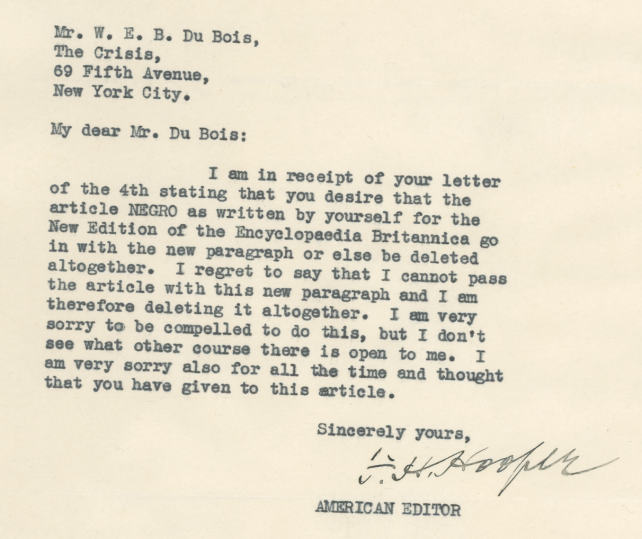 Mr. W. E. B. Du Bois,
The Crisis,
69 Fifth Avenue,
New York City.
My dear Mr. Du Bois:
I am in receipt of your letter
of the 4th stating that you desire that the
article NEGRO as written by yourself for the
New Edition of the Encyclopaedia Britannica go
in with the new paragraph or else be deleted
altogether. I regret to say that I cannot pass
the article with this new paragraph and I am
therefore deleting it altogether. I am very
sorry to be compelled to do this, but I don't
see what other course there is open to me. I
am very sorry also for all the time and thought
that you have given to this article.
Sincerely yours,
F. H. Hooper
AMERICAN EDITOR